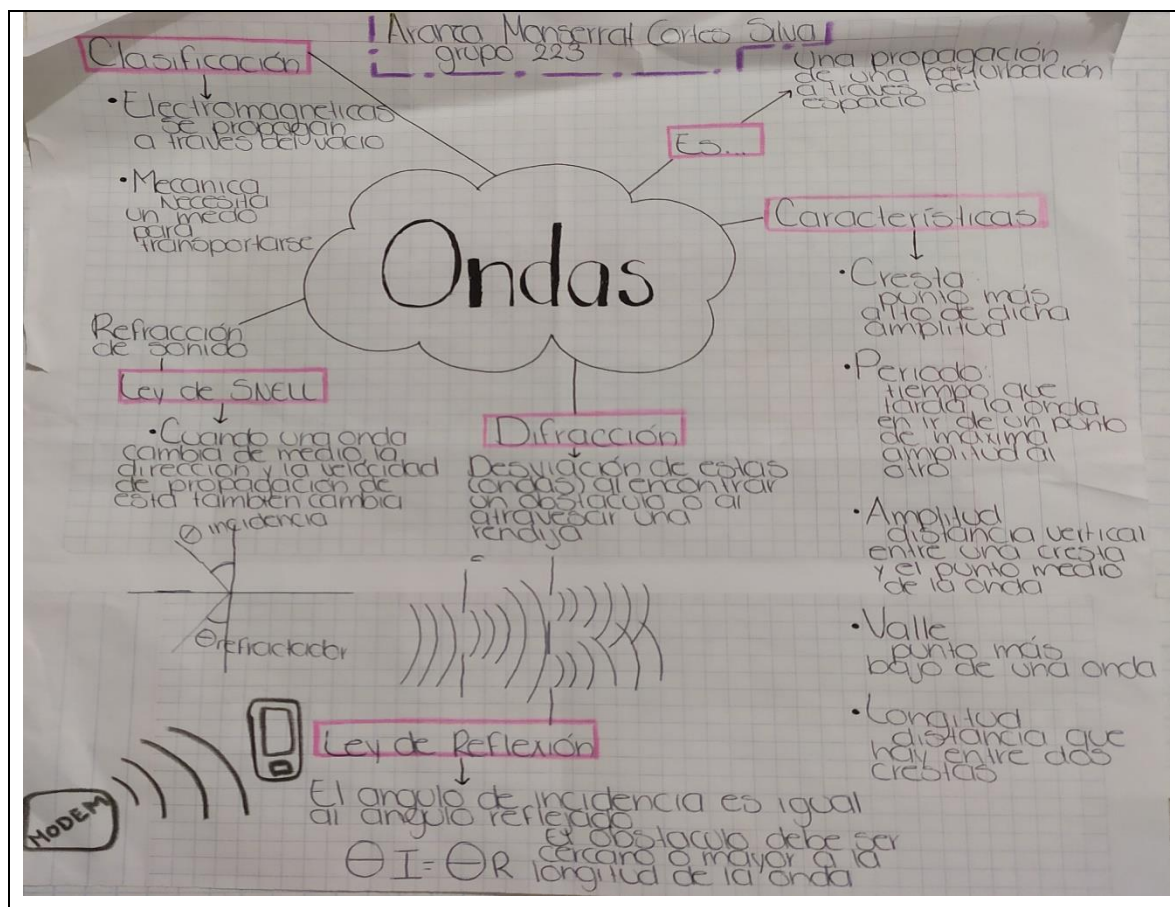 Aranza Monserrat Cortes Silva
grupo 223
Clasificación
•Electromagneticas
se propagan
a traves del vacio
•Mecanica
Necesita
un medio
para
transportarse
Es...
Una propagación
de una perturbación
a traves del
espacio
Ondas
Características
•Cresta:
punto más
alto de dicha
amplitud
•Periodo:
tiempo que
tarda la onda
en ir de un punto
de máxima
amplitud al
otro
•Amplitud
distancia vertical
entre una cresta
y el punto medio
de la onda
•Valle
punto más
bajo de una onda
•Longitud
distancia que
hay entre dos
crestas
Refracción
de sonido
Ley de SNELL
•Cuando una onda
cambia de medio la
dirección y la velocidad
de propagación de
esta también cambia
θ incidencia
θ refractador
Difracción
Desviación de estas
(ondas) al encontrar
un obstaculo o al
atravesar una
rendija
MODEM
Ley de Reflexión
El angulo de incidencia es igual
al angulo reflejado
El obstaculo debe ser
cercano o mayor a la
θI = θR longitud de la onda